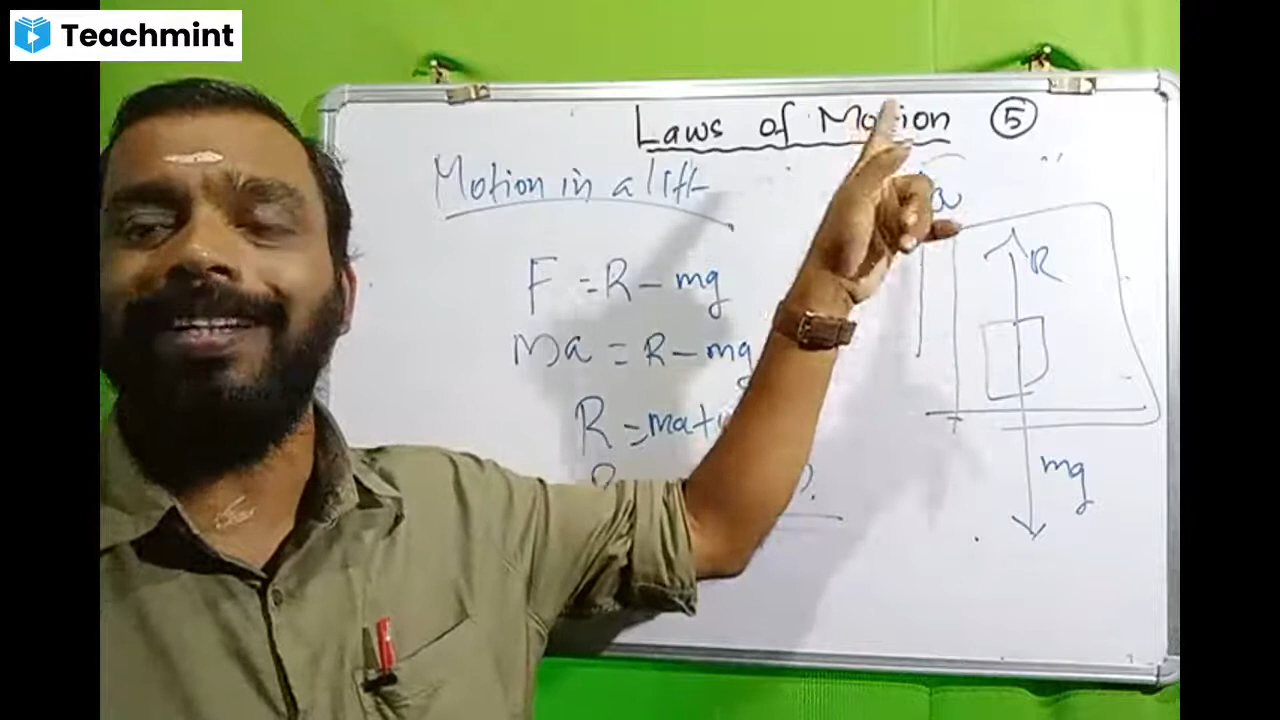 Teachmint
Laws of Motion 5
Motion in a lift
a
F = R - mg
R
ma = R - mg
R = ma +
R
mg